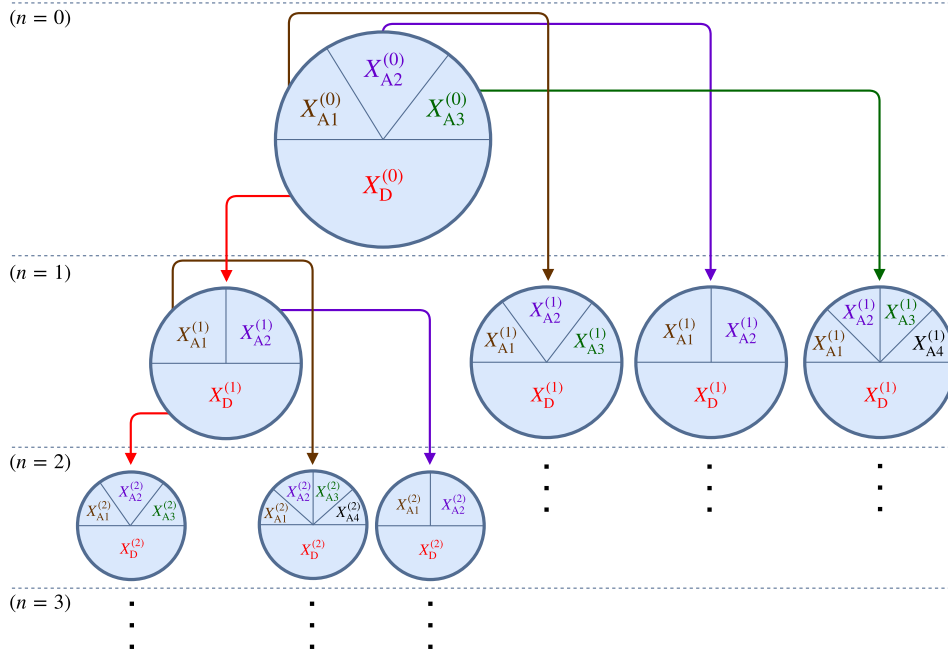 (n = 0)
X_A2^(0)
X_A1^(0) X_A3^(0)
X_D^(0)
(n = 1)
X_A1^(1) X_A2^(1)
X_D^(1)
X_A2^(1)
X_A1^(1) X_A3^(1)
X_D^(1)
X_A1^(1) X_A2^(1)
X_D^(1)
X_A2^(1) X_A3^(1)
X_A1^(1) X_A4^(1)
X_D^(1)
(n = 2)
X_A2^(2)
X_A1^(2) X_A3^(2)
X_D^(2)
X_A2^(2) X_A3^(2)
X_A1^(2) X_A4^(2)
X_D^(2)
X_A1^(2) X_A2^(2)
X_D^(2)
(n = 3)